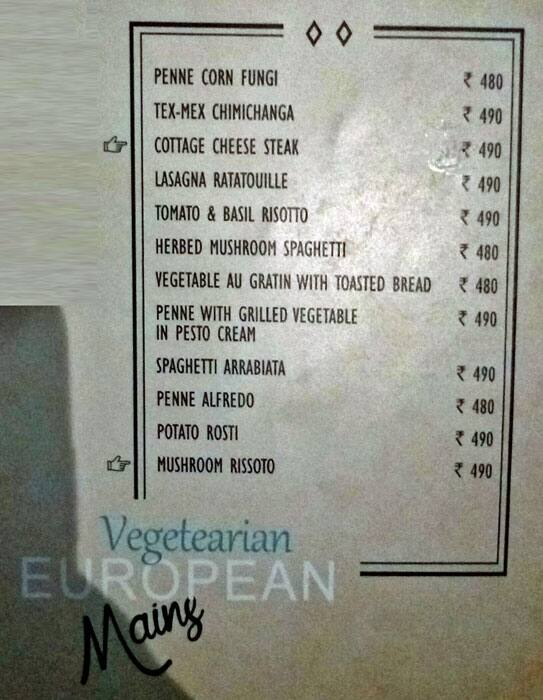 PENNE CORN FUNGI ₹ 480
TEX-MEX CHIMICHANGA ₹ 490
COTTAGE CHEESE STEAK ₹ 490
LASAGNA RATATOUILLE ₹ 490
TOMATO & BASIL RISOTTO ₹ 490
HERBED MUSHROOM SPAGHETTI ₹ 480
VEGETABLE AU GRATIN WITH TOASTED BREAD ₹ 480
PENNE WITH GRILLED VEGETABLE ₹ 490
IN PESTO CREAM
SPAGHETTI ARRABIATA ₹ 490
PENNE ALFREDO ₹ 480
POTATO ROSTI ₹ 490
MUSHROOM RISSOTO ₹ 490
Vegetearian
EUROPEAN
Mains